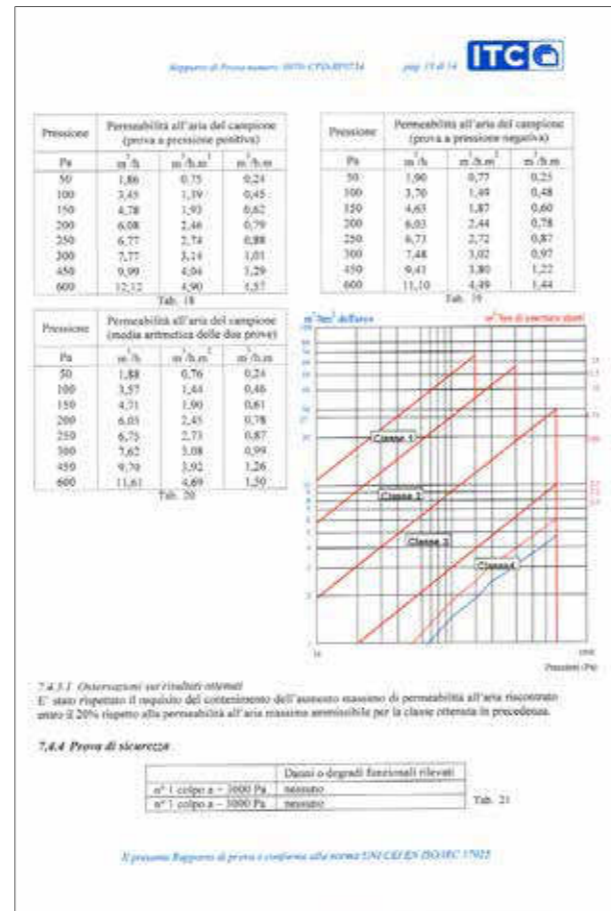 Rapporto di Prova numero 0970-CPD-RP0734 pag. 13 di 14 ITC
Pressione Permeabilità all'aria del campione
(prova a pressione positiva)
Pa m³/h m³/h.m² m³/h.m
50 1,86 0,75 0,24
100 3,45 1,39 0,45
150 4,78 1,93 0,62
200 6,08 2,46 0,79
250 6,77 2,74 0,88
300 7,77 3,14 1,01
450 9,99 4,04 1,29
600 12,12 4,90 1,57
Tab. 18
Pressione Permeabilità all'aria del campione
(prova a pressione negativa)
Pa m³/h m³/h.m² m³/h.m
50 1,90 0,77 0,25
100 3,70 1,49 0,48
150 4,63 1,87 0,60
200 6,03 2,44 0,78
250 6,73 2,72 0,87
300 7,48 3,02 0,97
450 9,41 3,80 1,22
600 11,10 4,49 1,44
Tab. 19
Pressione Permeabilità all'aria del campione
(media aritmetica delle due prove)
Pa m³/h m³/h.m² m³/h.m
50 1,88 0,76 0,24
100 3,57 1,44 0,46
150 4,71 1,90 0,61
200 6,05 2,45 0,78
250 6,75 2,73 0,87
300 7,62 3,08 0,99
450 9,70 3,92 1,26
600 11,61 4,69 1,50
Tab. 20
Classe 1
Classe 2
Classe 3
Classe 4
10
Pressioni (Pa)
7.4.3.1 Osservazioni sui risultati ottenuti
E' stato rispettato il requisito del contenimento dell'aumento massimo di permeabilità all'aria riscontrato
entro il 20% rispetto alla permeabilità all'aria massimo ammissibile per la classe ottenuta in precedenza.
7.4.4 Prova di sicurezza
Danni o degradi funzionali rilevati
n° 1 colpo a - 3000 Pa nessuno
n° 1 colpo a - 3000 Pa nessuno
Tab. 21
Il presente Rapporto di prova è conforme alla norma UNI CEI EN ISO/IEC 17025